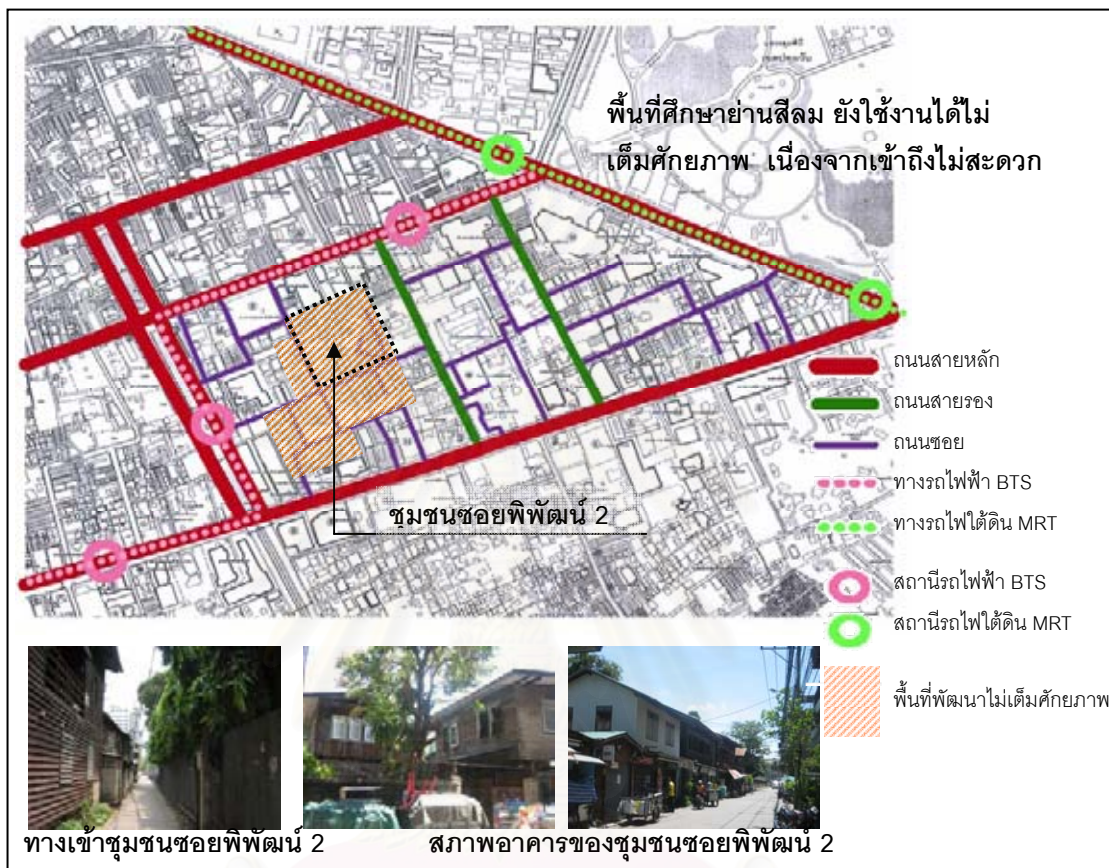 พื้นที่ศึกษาย่านสีลม ยังใช้งานได้ไม่
เต็มศักยภาพ เนื่องจากเข้าถึงไม่สะดวก
ถนนสายหลัก
ถนนสายรอง
ถนนซอย
ทางรถไฟฟ้า BTS
ทางรถไฟใต้ดิน MRT
สถานีรถไฟฟ้า BTS
สถานีรถไฟใต้ดิน MRT
พื้นที่พัฒนาไม่เต็มศักยภาพ
ชุมชนซอยพิพัฒน์ 2
ทางเข้าชุมชนซอยพิพัฒน์ 2
สภาพอาคารของชุมชนซอยพิพัฒน์ 2